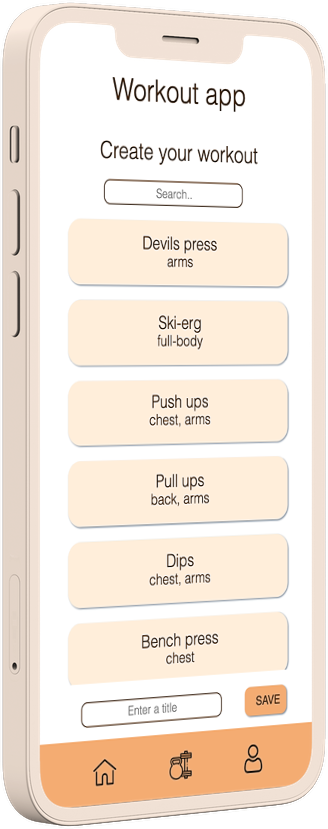 Workout app
Create your workout
Search..
Devils press
arms
Ski-erg
full-body
Push ups
chest, arms
Pull ups
back, arms
Dips
chest, arms
Bench press
chest
Enter a title
SAVE